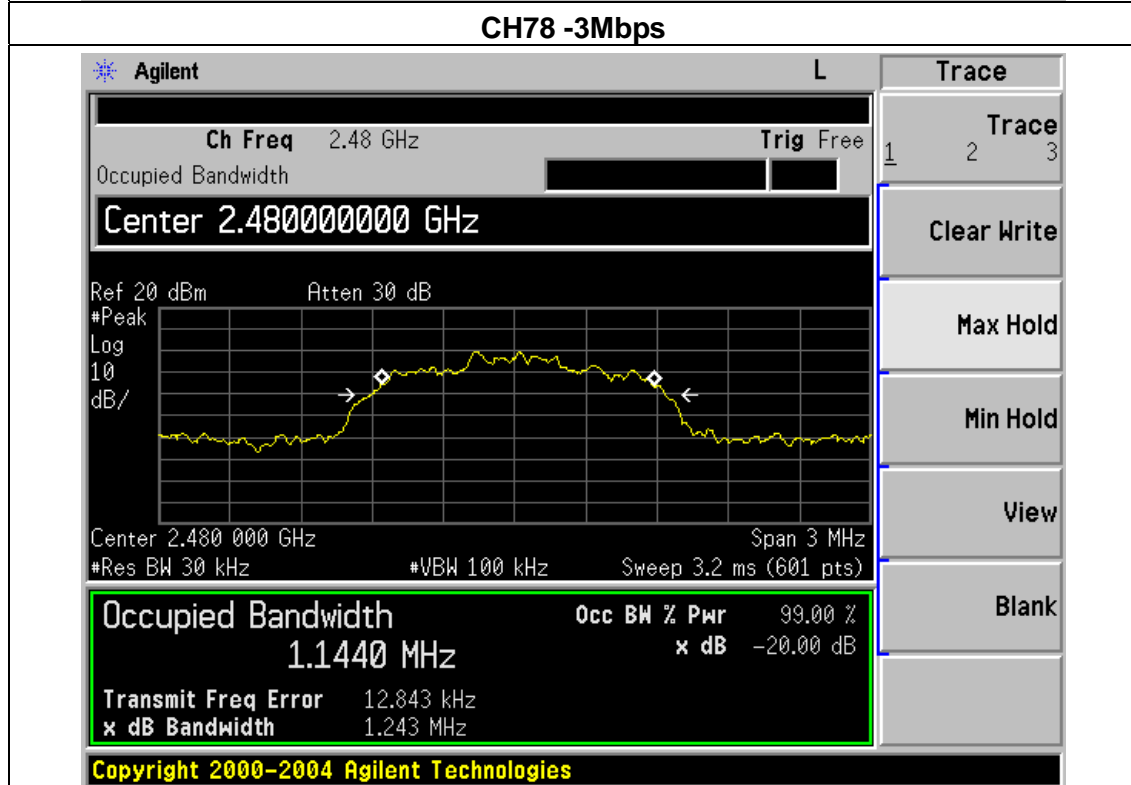 CH78 -3Mbps
Agilent L Trace
Ch Freq 2.48 GHz Trig Free
Occupied Bandwidth
Center 2.480000000 GHz
Ref 20 dBm Atten 30 dB
#Peak
Log
10
dB/
Center 2.480 000 GHz Span 3 MHz
#Res BW 30 kHz #VBW 100 kHz Sweep 3.2 ms (601 pts)
Occupied Bandwidth Occ BW % Pwr 99.00 %
1.1440 MHz x dB -20.00 dB
Transmit Freq Error 12.843 kHz
x dB Bandwidth 1.243 MHz
Copyright 2000-2004 Agilent Technologies
Trace
1 2 3
Clear Write
Max Hold
Min Hold
View
Blank